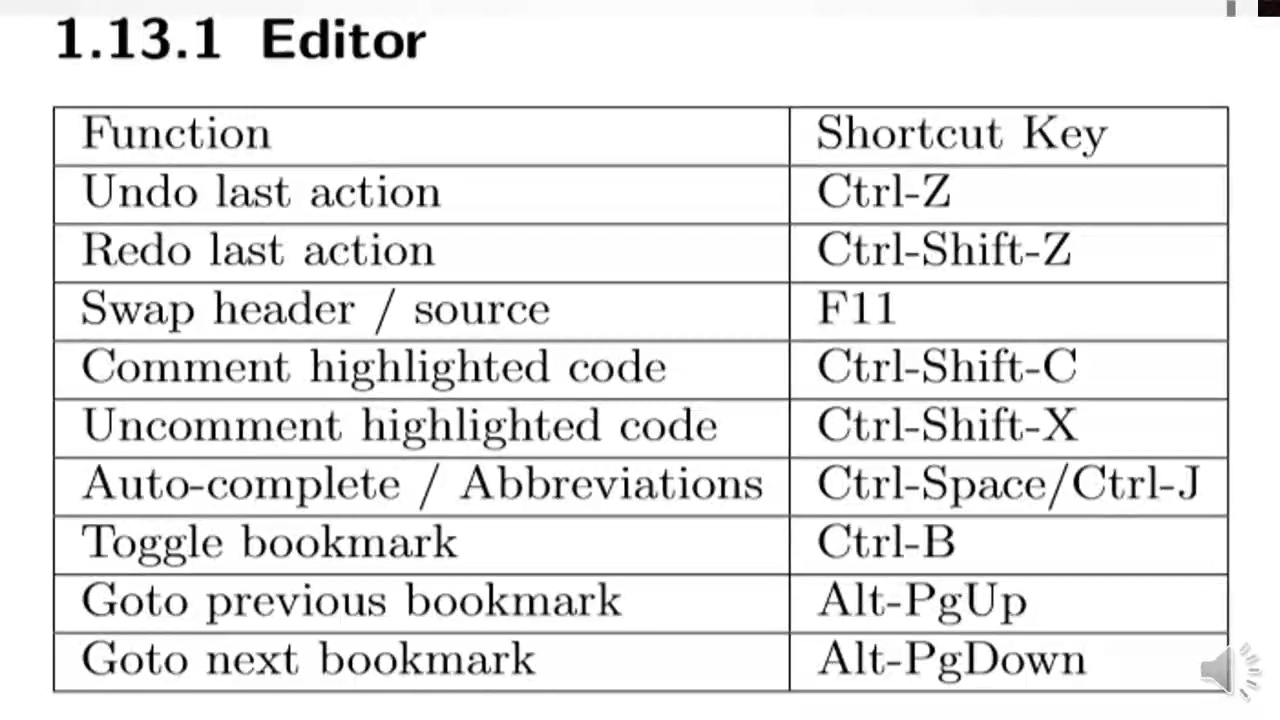 1.13.1 Editor
Function Shortcut Key
Undo last action Ctrl-Z
Redo last action Ctrl-Shift-Z
Swap header / source F11
Comment highlighted code Ctrl-Shift-C
Uncomment highlighted code Ctrl-Shift-X
Auto-complete / Abbreviations Ctrl-Space/Ctrl-J
Toggle bookmark Ctrl-B
Goto previous bookmark Alt-PgUp
Goto next bookmark Alt-PgDown